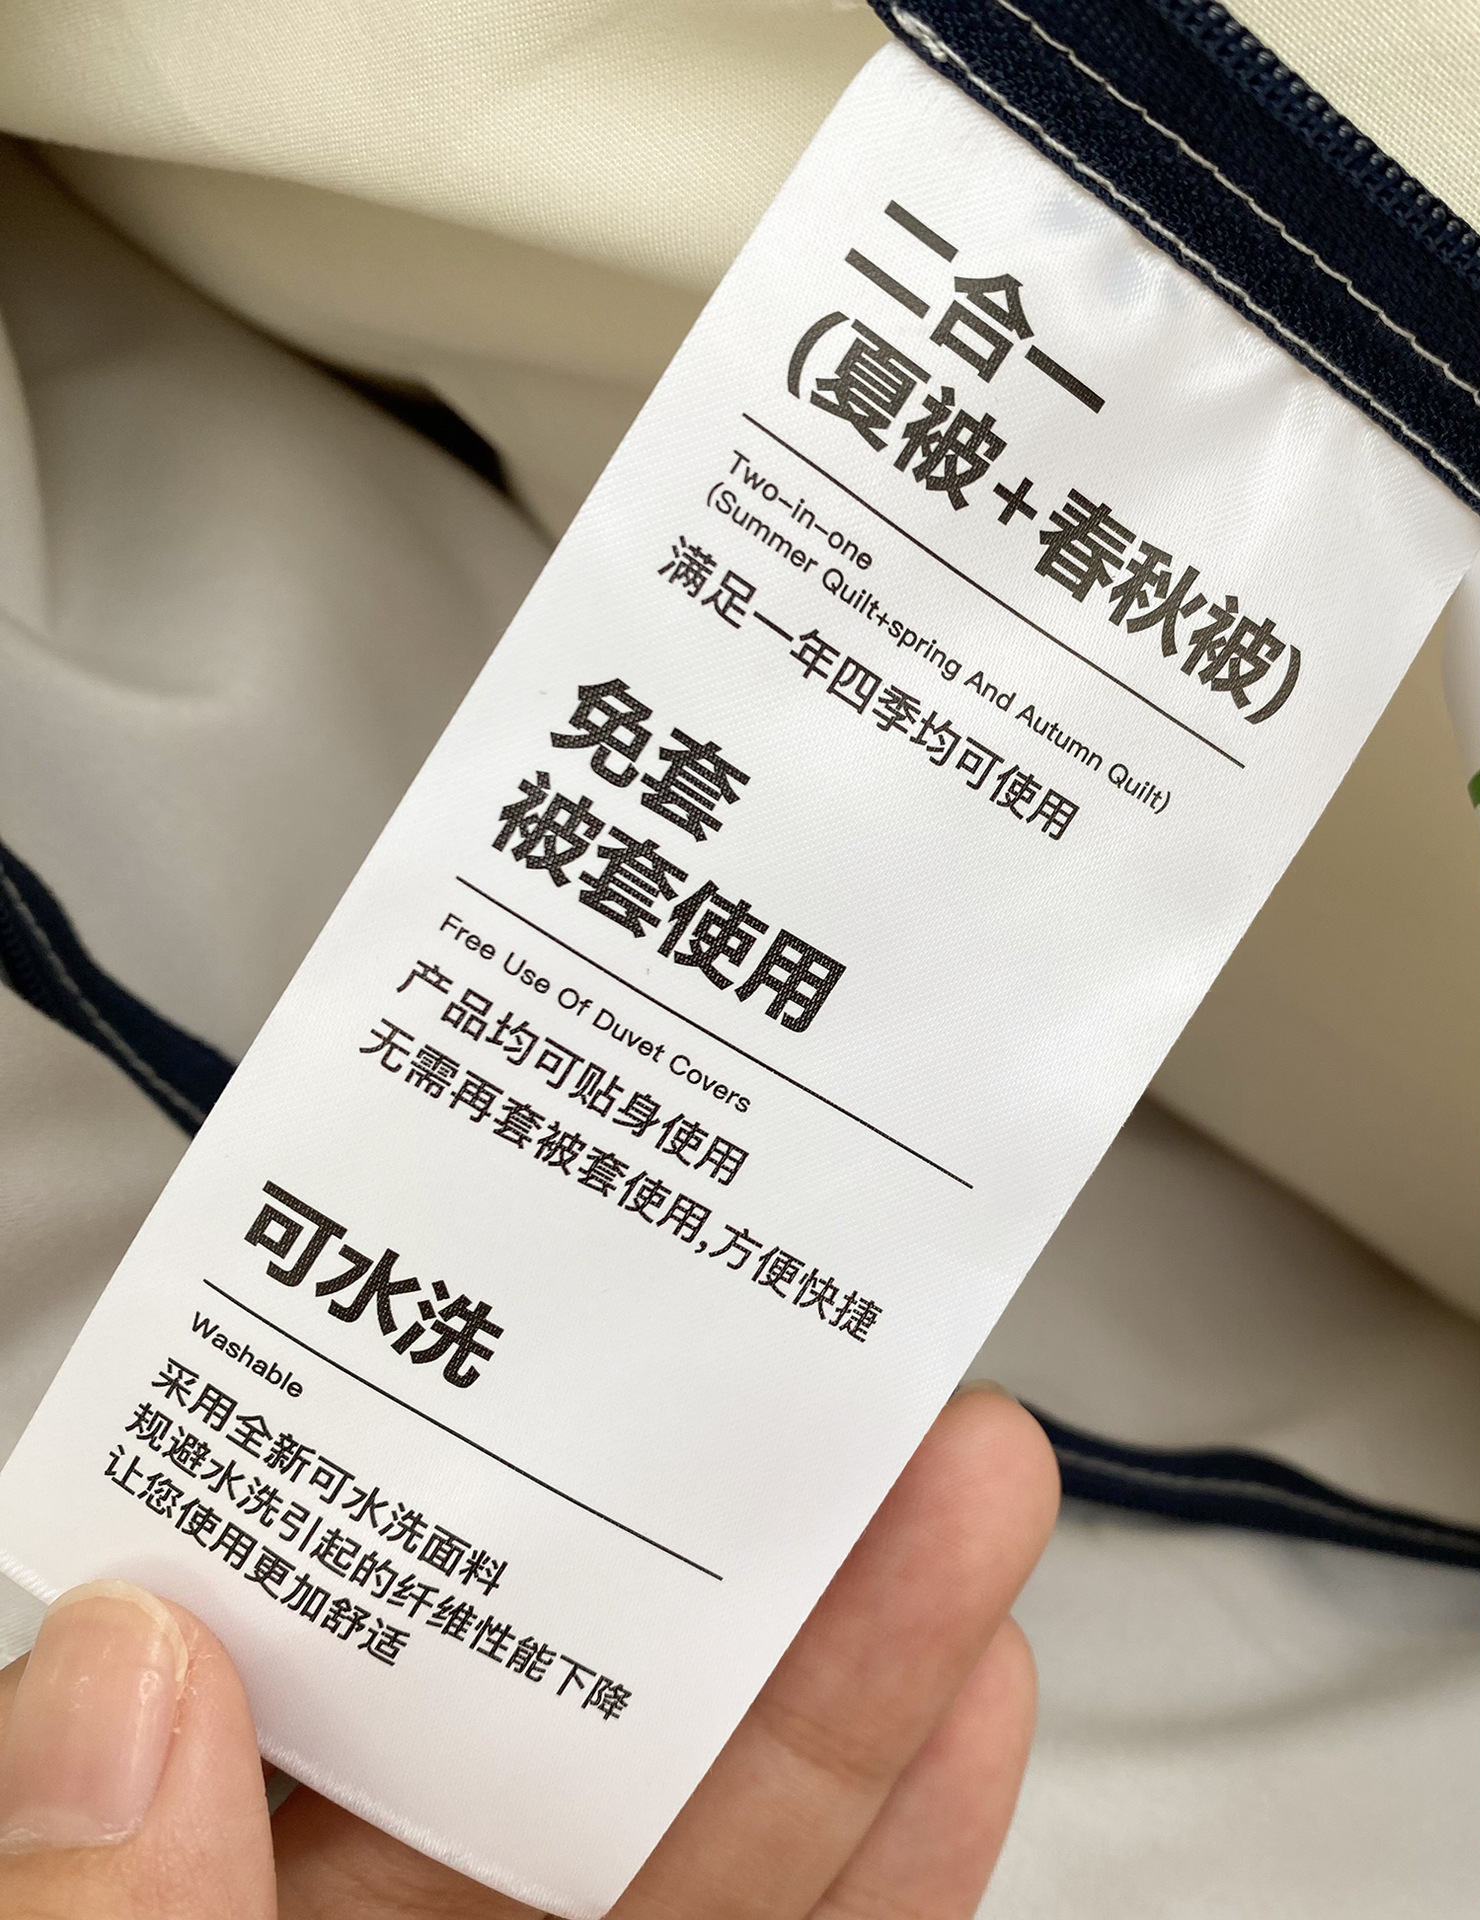 二合一
(夏被+春秋被)
Two-in-one
(Summer Quilt+spring And Autumn Quilt)
满足一年四季均可使用
免套
被套使用
Free Use Of Duvet Covers
产品均可贴身使用
无需再套被套使用,方便快捷
可水洗
Washable
采用全新可水洗面料
规避水洗引起的纤维性能下降
让您使用更加舒适